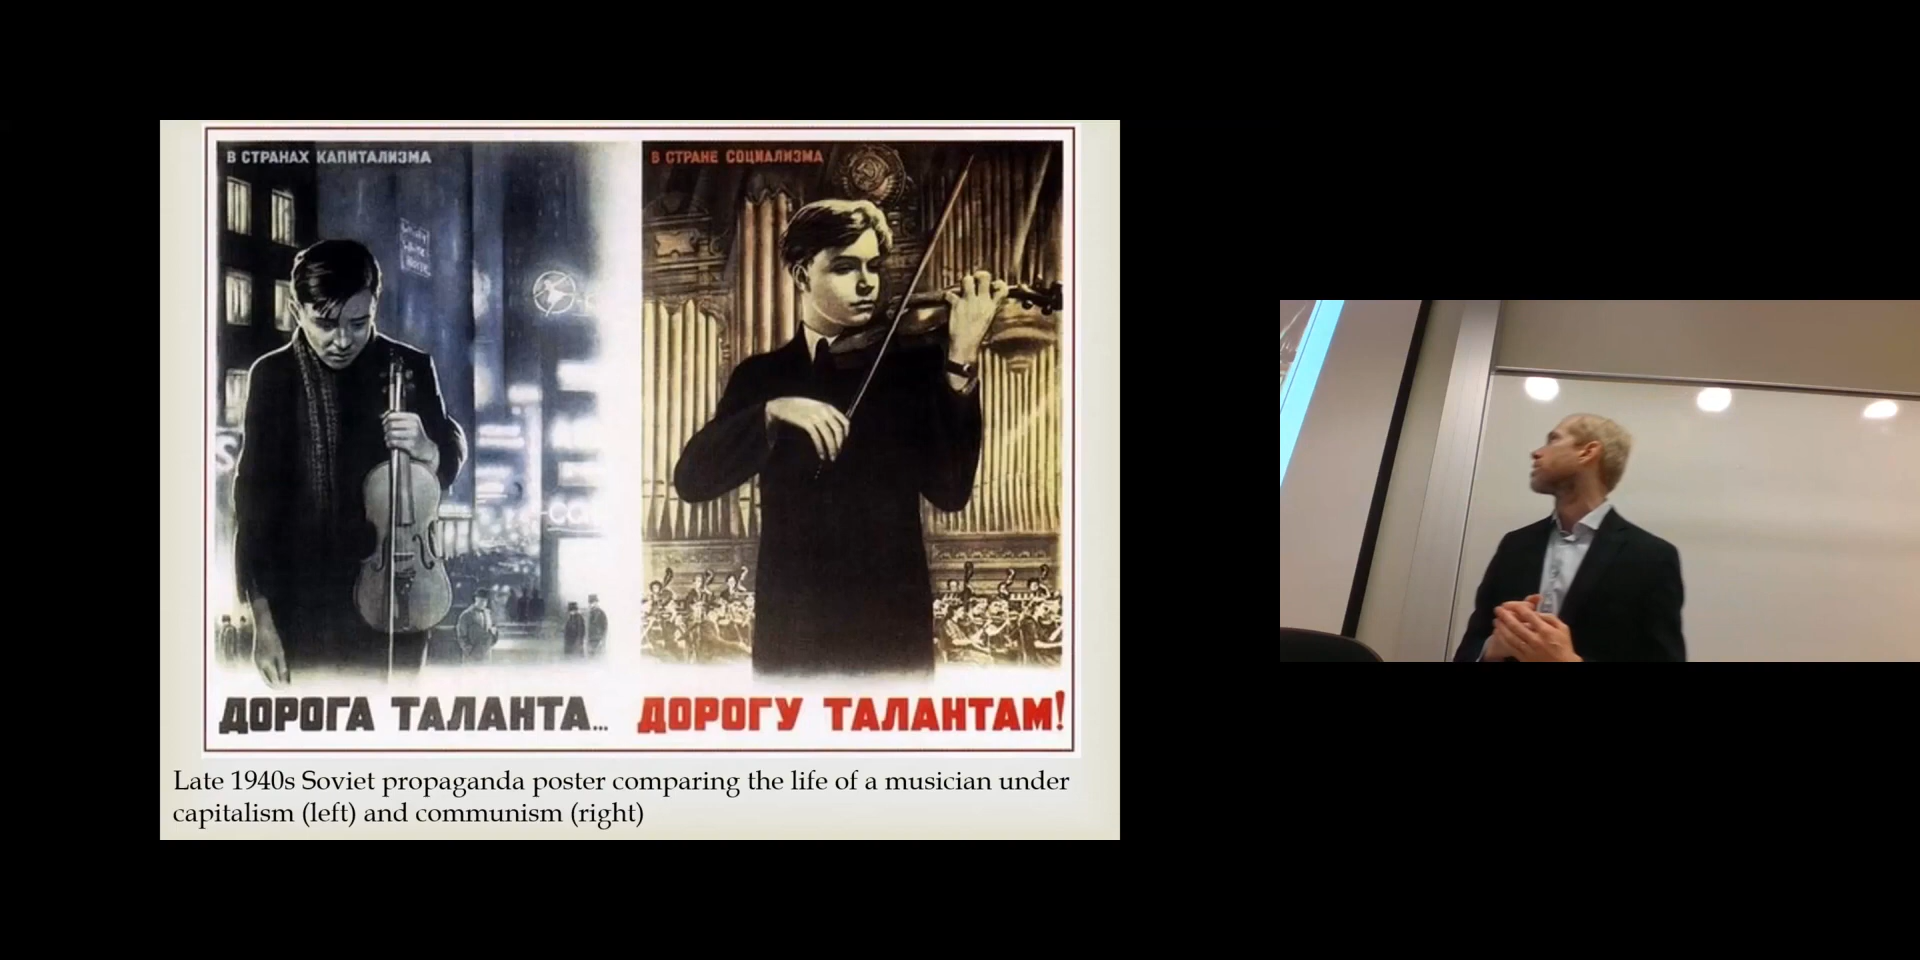 В СТРАНАХ КАПИТАЛИЗМА
В СТРАНЕ СОЦИАЛИЗМА
ДОРОГА ТАЛАНТА...
ДОРОГУ ТАЛАНТАМ!
Late 1940s Soviet propaganda poster comparing the life of a musician under
capitalism (left) and communism (right)